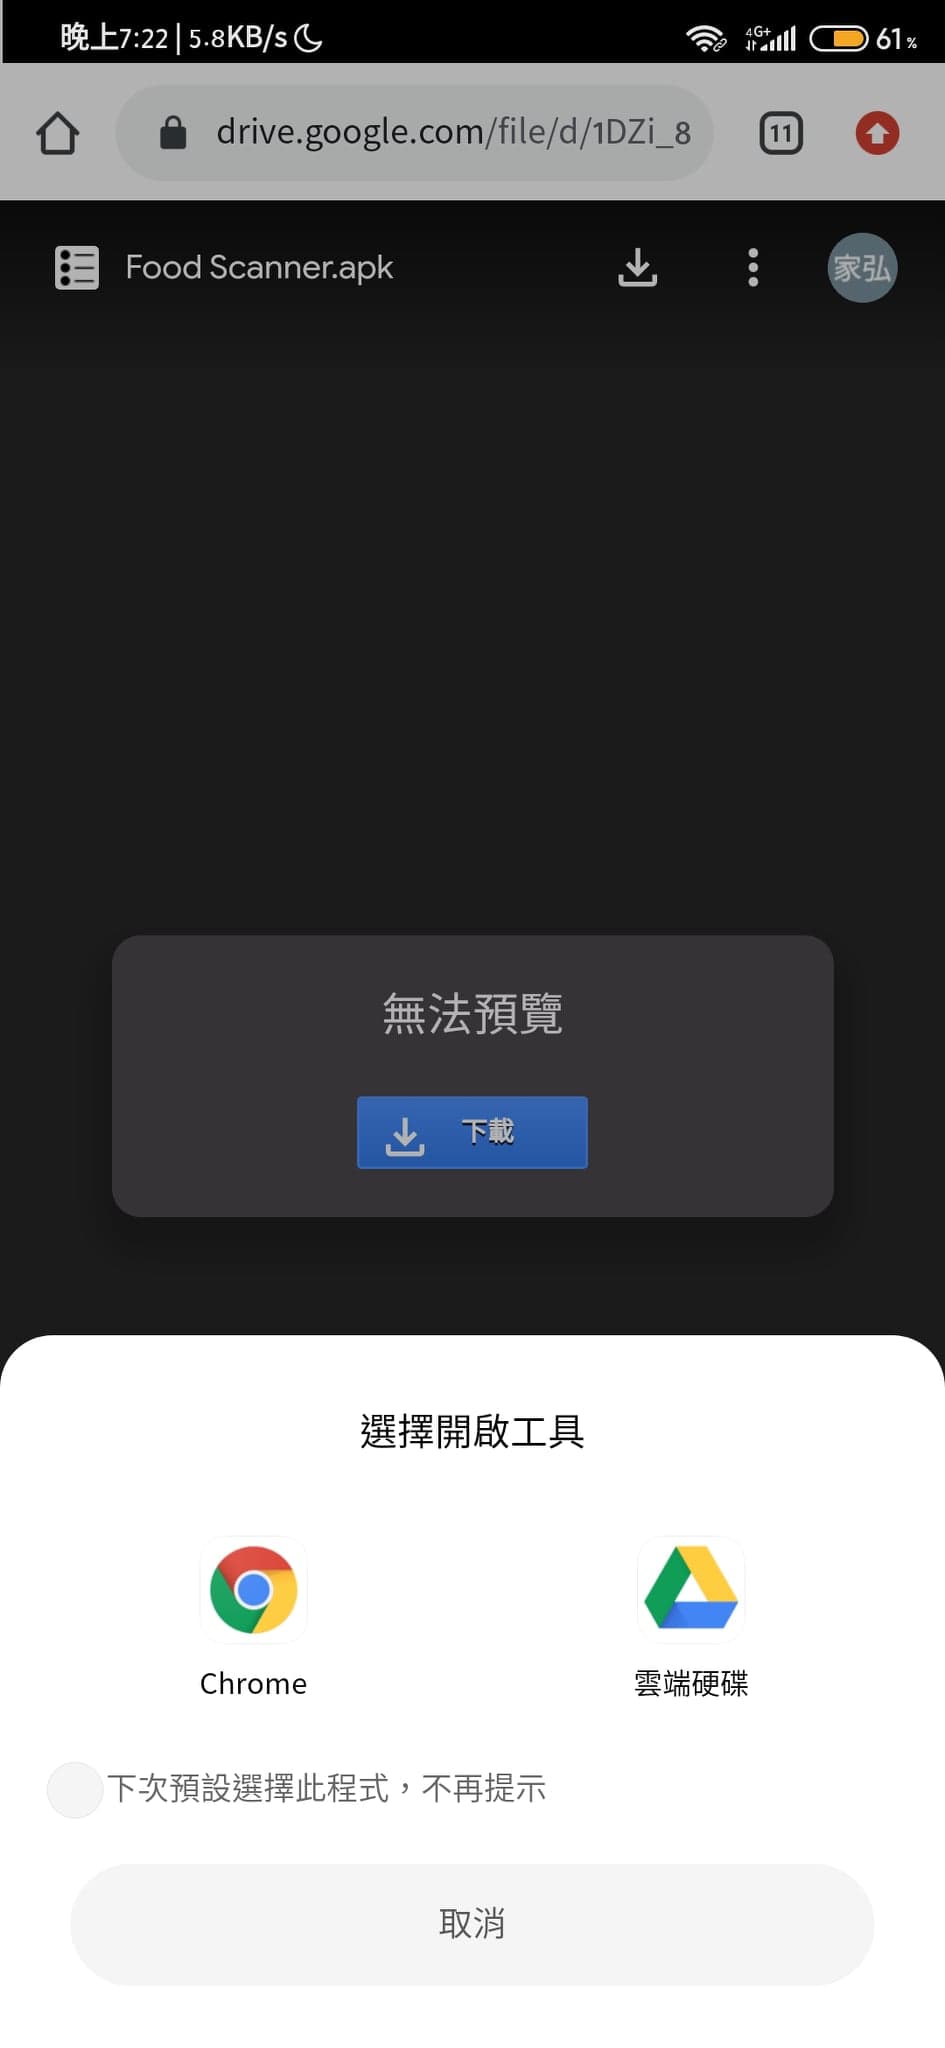 晚上7:22 | 5.8KB/s
4G+
61%
drive.google.com/file/d/1DZi_8
11
Food Scanner.apk
家弘
無法預覽
下載
選擇開啟工具
Chrome
雲端硬碟
下次預設選擇此程式，不再提示
取消